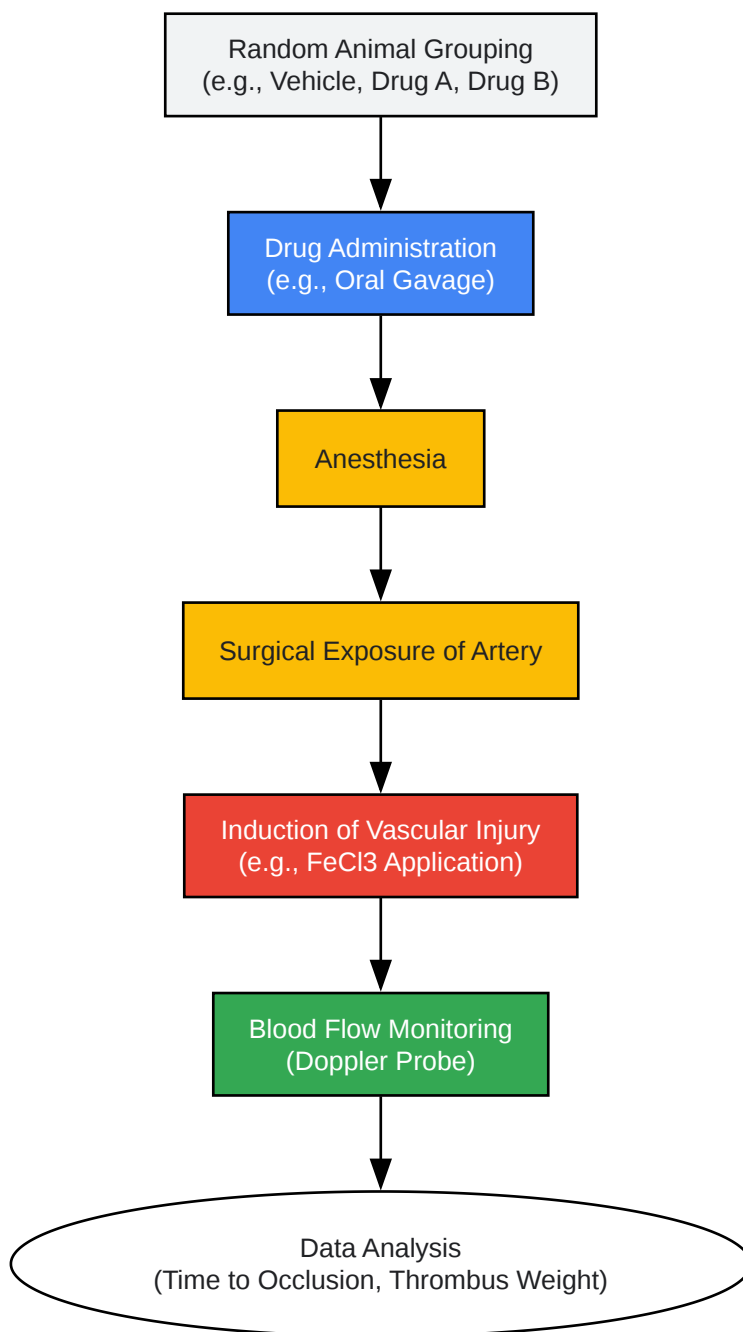 Random Animal Grouping
(e.g., Vehicle, Drug A, Drug B)
Drug Administration
(e.g., Oral Gavage)
Anesthesia
Surgical Exposure of Artery
Induction of Vascular Injury
(e.g., FeCl3 Application)
Blood Flow Monitoring
(Doppler Probe)
Data Analysis
(Time to Occlusion, Thrombus Weight)